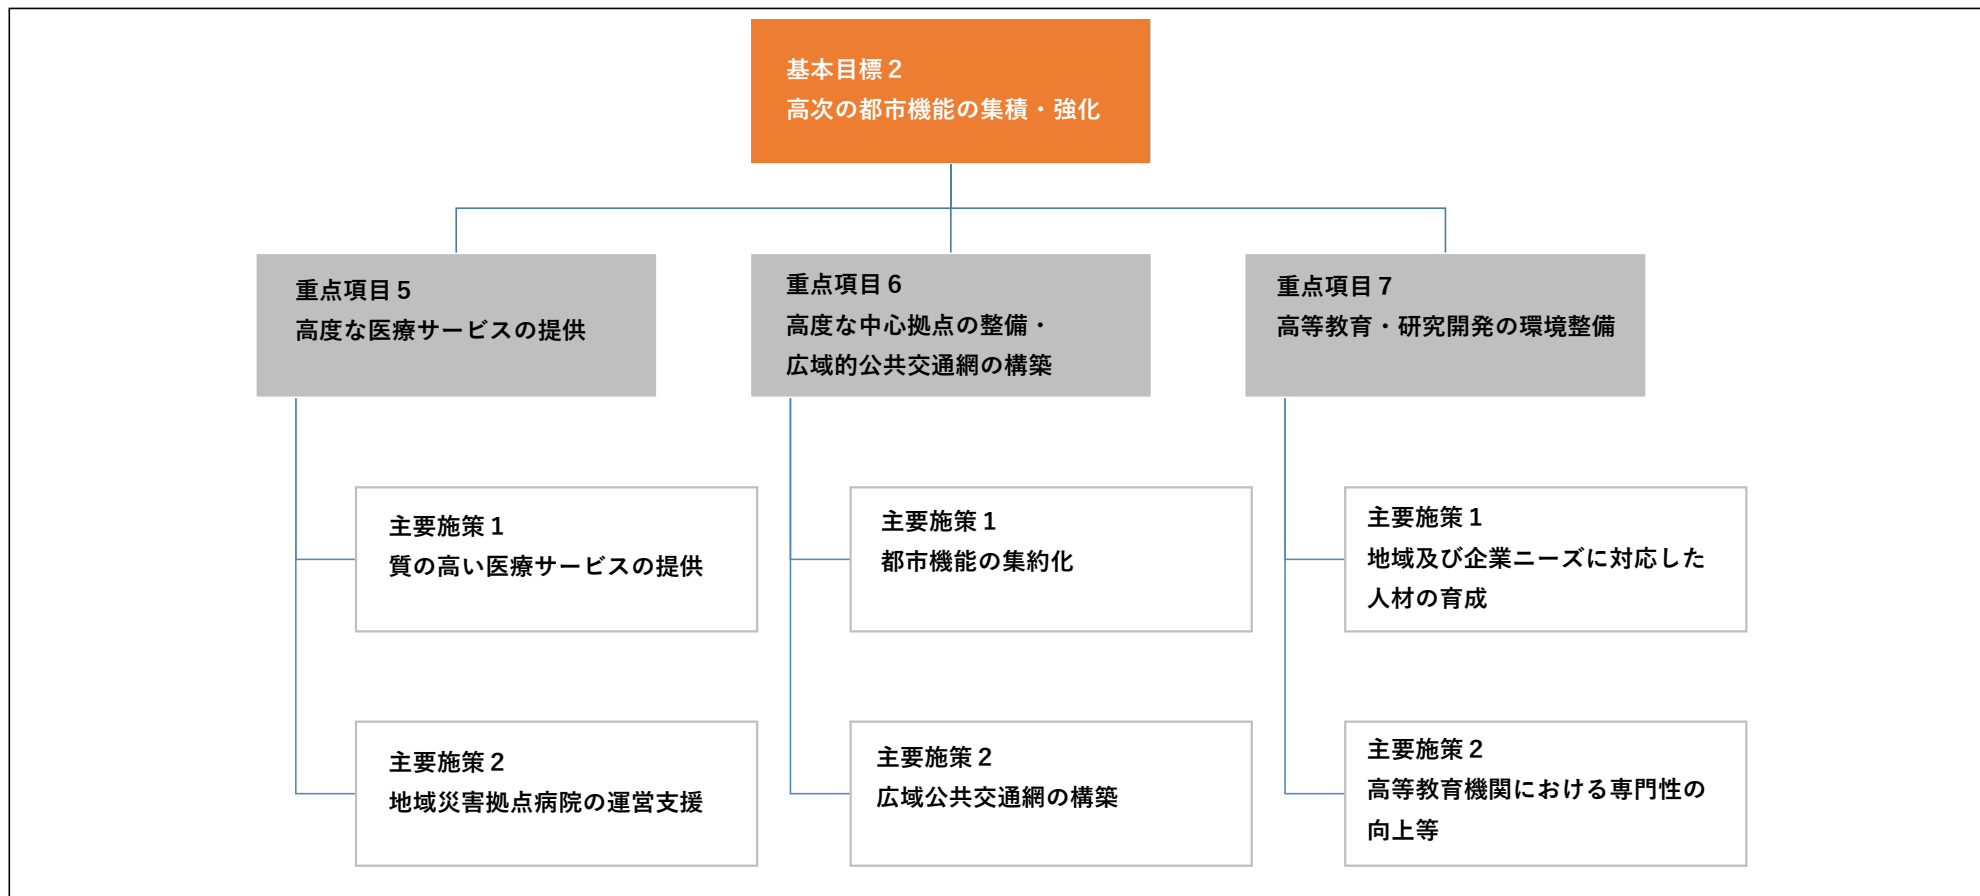 基本目標２
高次の都市機能の集積・強化
重点項目５
高度な医療サービスの提供
重点項目６
高度な中心拠点の整備・
広域的公共交通網の構築
重点項目７
高等教育・研究開発の環境整備
主要施策１
質の高い医療サービスの提供
主要施策１
都市機能の集約化
主要施策１
地域及び企業ニーズに対応した
人材の育成
主要施策２
地域災害拠点病院の運営支援
主要施策２
広域公共交通網の構築
主要施策２
高等教育機関における専門性の
向上等